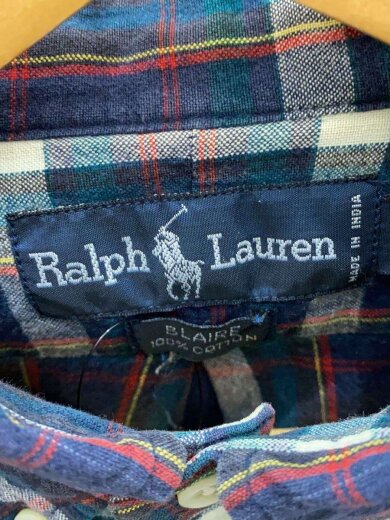 Ralph Lauren
MADE IN INDIA
BLAIRE
100% COTTON